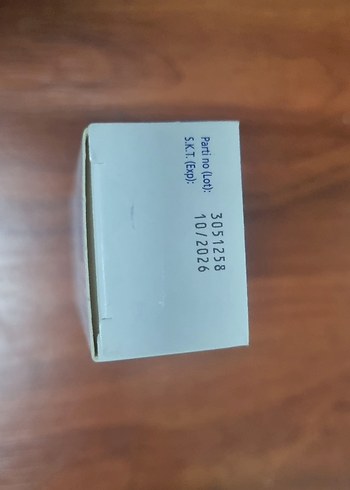 Parti no (Lot): 3051258
S.K.T. (Exp): 10/2026